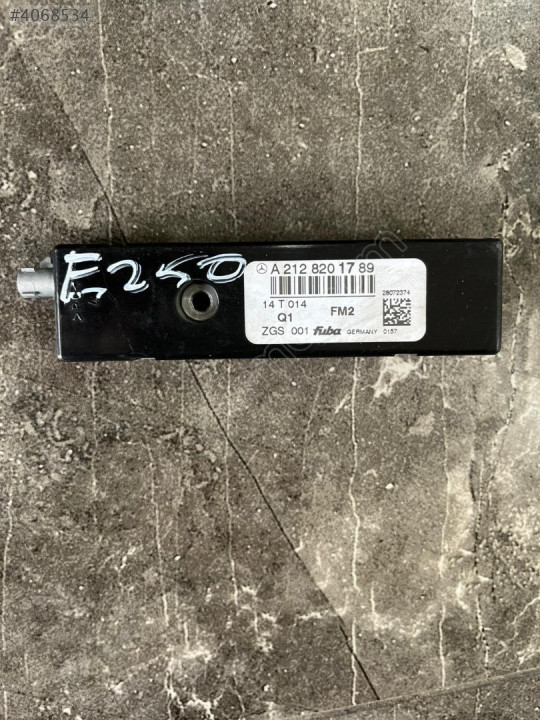 #4068534
E250
A 212 820 17 89
28072374
14 T 014
Q1
FM2
ZGS 001 fuba GERMANY 0157